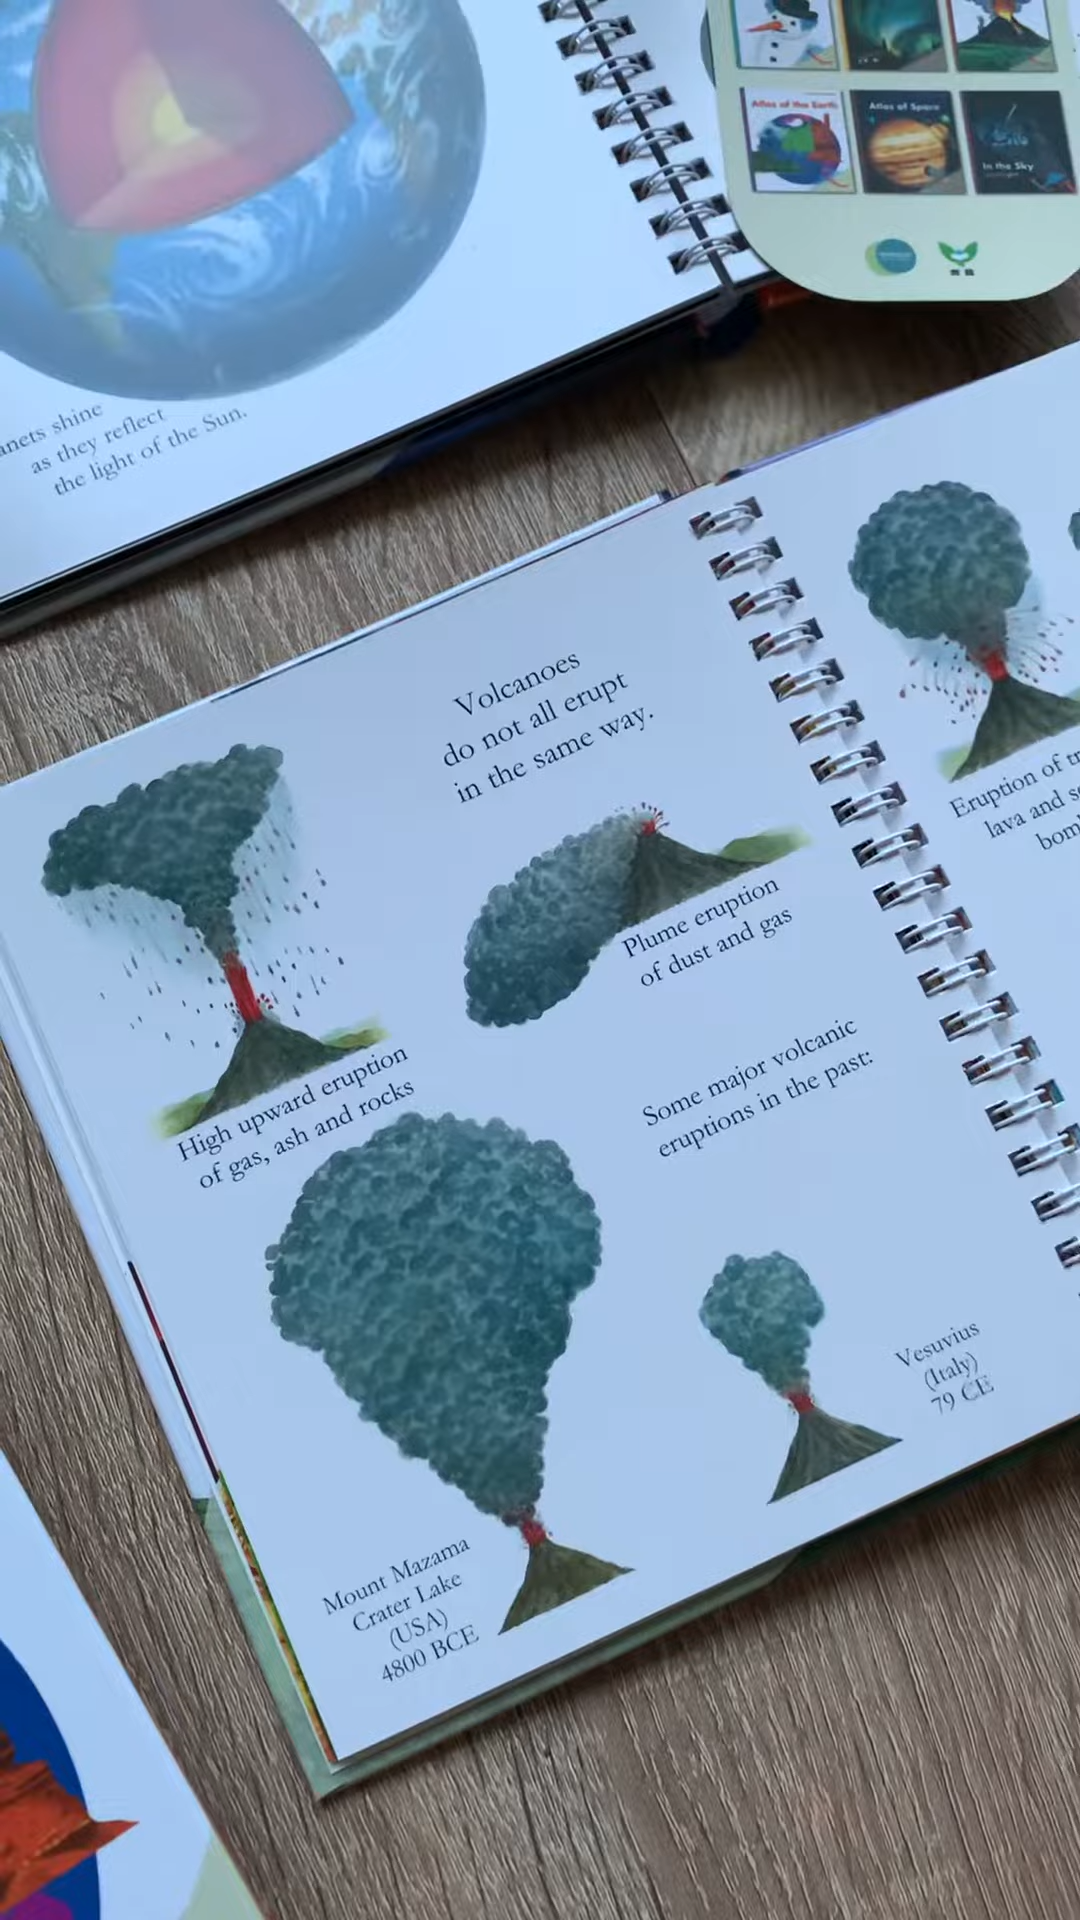 Atlas of the Earth
Atlas of Space
In the Sky
as they reflect
the light of the Sun.
shine
Volcanoes
do not all erupt
in the same way.
Plume eruption
of dust and gas
High upward eruption
of gas, ash and rocks
Some major volcanic
eruptions in the past:
Mount Mazama
Crater Lake
(USA)
4800 BCE
Vesuvius
(Italy)
79 CE
Eruption of
lava and